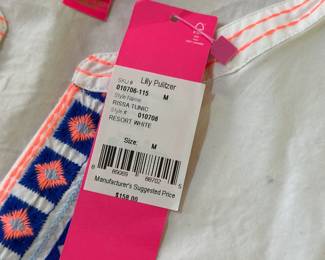 Lilly Pulitzer
SKU #
010706-115 M
Style Name
RISSA TUNIC
Style # 010706
RESORT WHITE
Size: M
Manufacturer's Suggested Price
$158.00